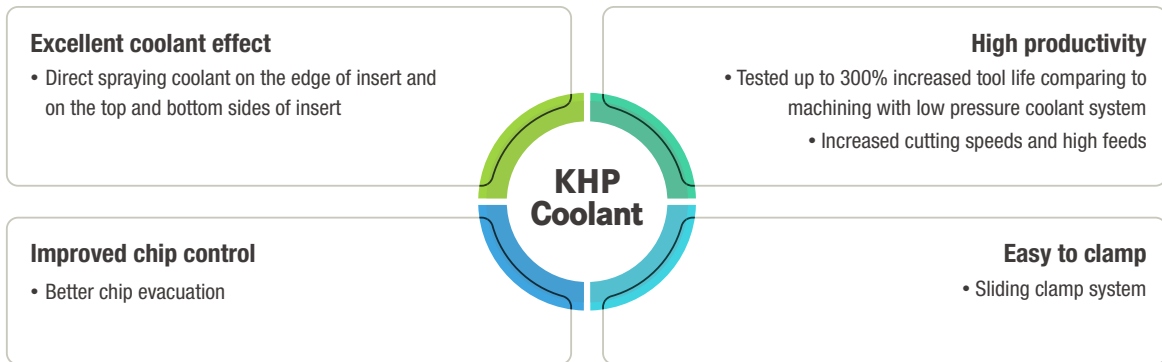 Excellent coolant effect
• Direct spraying coolant on the edge of insert and
on the top and bottom sides of insert
High productivity
• Tested up to 300% increased tool life comparing to
machining with low pressure coolant system
• Increased cutting speeds and high feeds
KHP
Coolant
Improved chip control
• Better chip evacuation
Easy to clamp
• Sliding clamp system